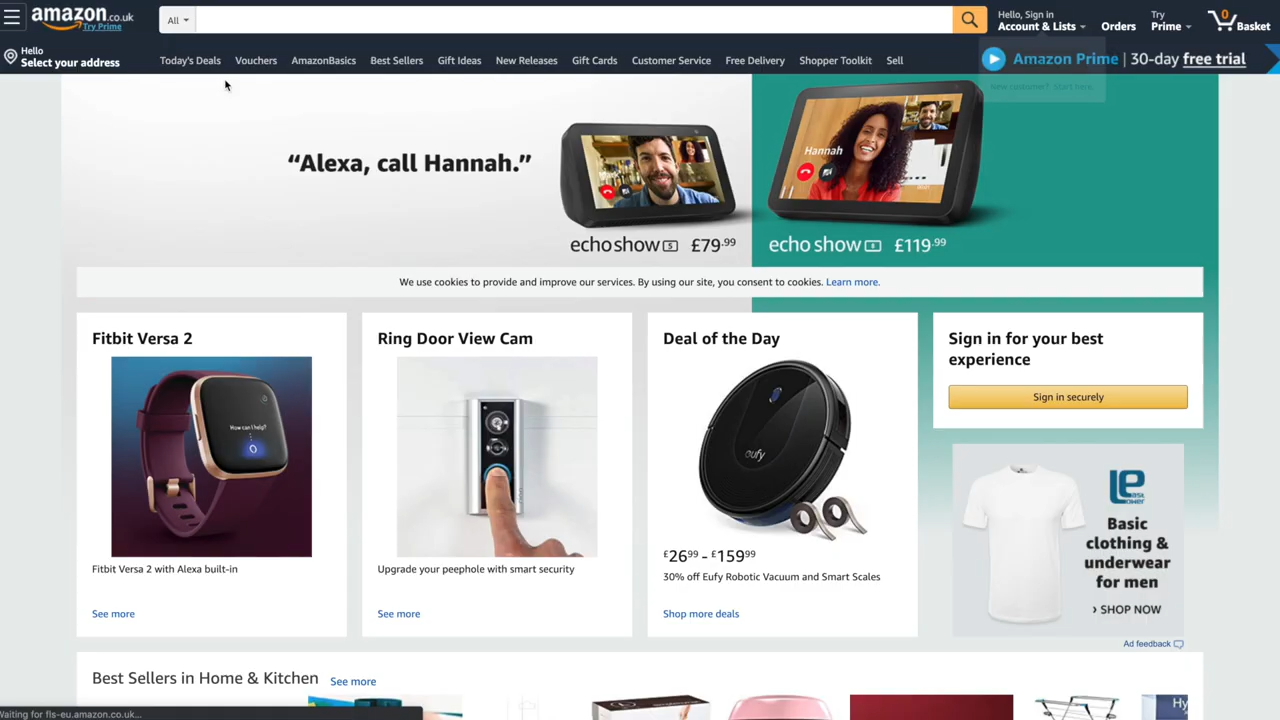 amazon.co.uk
Try Prime
All
Hello, Sign in
Account & Lists
Orders
Try
Prime
0
Basket
Hello
Select your address
Today's Deals
Vouchers
AmazonBasics
Best Sellers
Gift Ideas
New Releases
Gift Cards
Customer Service
Free Delivery
Shopper Toolkit
Sell
Amazon Prime | 30-day free trial
New customer? Start here.
“Alexa, call Hannah.”
Hannah
echo show 5 £79.99
echo show 8 £119.99
We use cookies to provide and improve our services. By using our site, you consent to cookies. Learn more.
Fitbit Versa 2
How can I help?
Fitbit Versa 2 with Alexa built-in
See more
Ring Door View Cam
Upgrade your peephole with smart security
See more
Deal of the Day
eufy
£26.99 - £159.99
30% off Eufy Robotic Vacuum and Smart Scales
Shop more deals
Sign in for your best
experience
Sign in securely
Basic
clothing &
underwear
for men
› SHOP NOW
Ad feedback
Best Sellers in Home & Kitchen
See more
Hy
Waiting for fls-eu.amazon.co.uk...